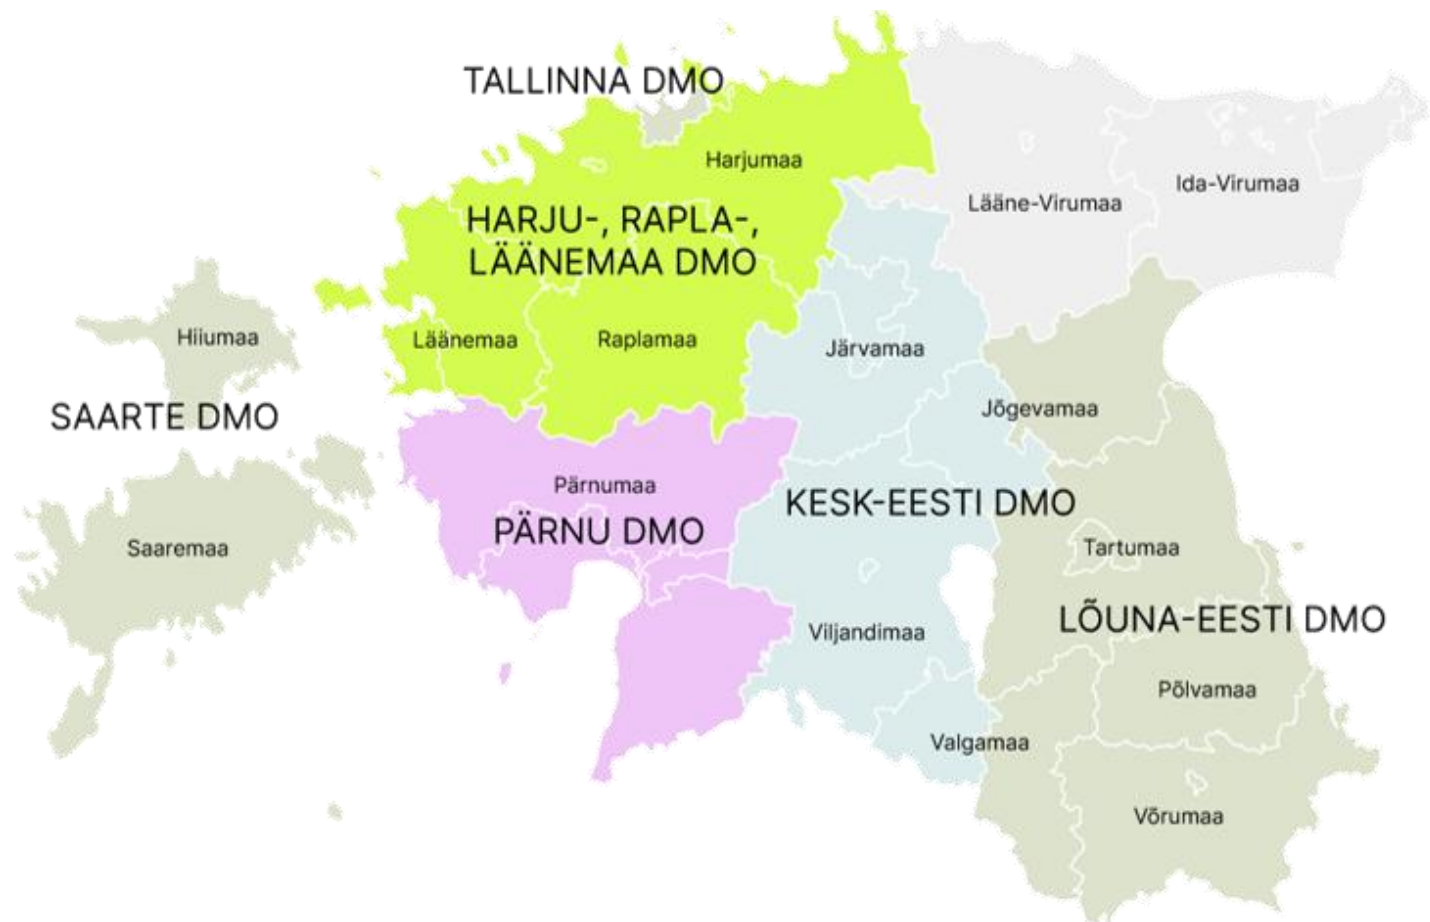 TALLINNA DMO
Harjumaa
Ida-Virumaa
Lääne-Virumaa
HARJU-, RAPLA-,
LÄÄNEMAA DMO
Hiiumaa
Läänemaa
Raplamaa
Järvamaa
SAARTE DMO
Jõgevamaa
Pärnumaa
KESK-EESTI DMO
PÄRNU DMO
Saaremaa
Tartumaa
LÕUNA-EESTI DMO
Viljandimaa
Põlvamaa
Valgamaa
Võrumaa